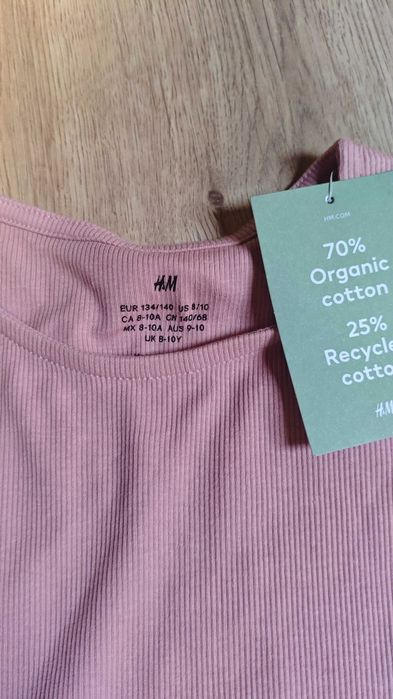 H&M
EUR 134/140 US 8/10
CA 8-10A CN 140/68
MX 8-10A AUS 9-10
UK 8-10Y
HM.COM
70%
Organic
cotton
25%
Recycle
cotto
H&M